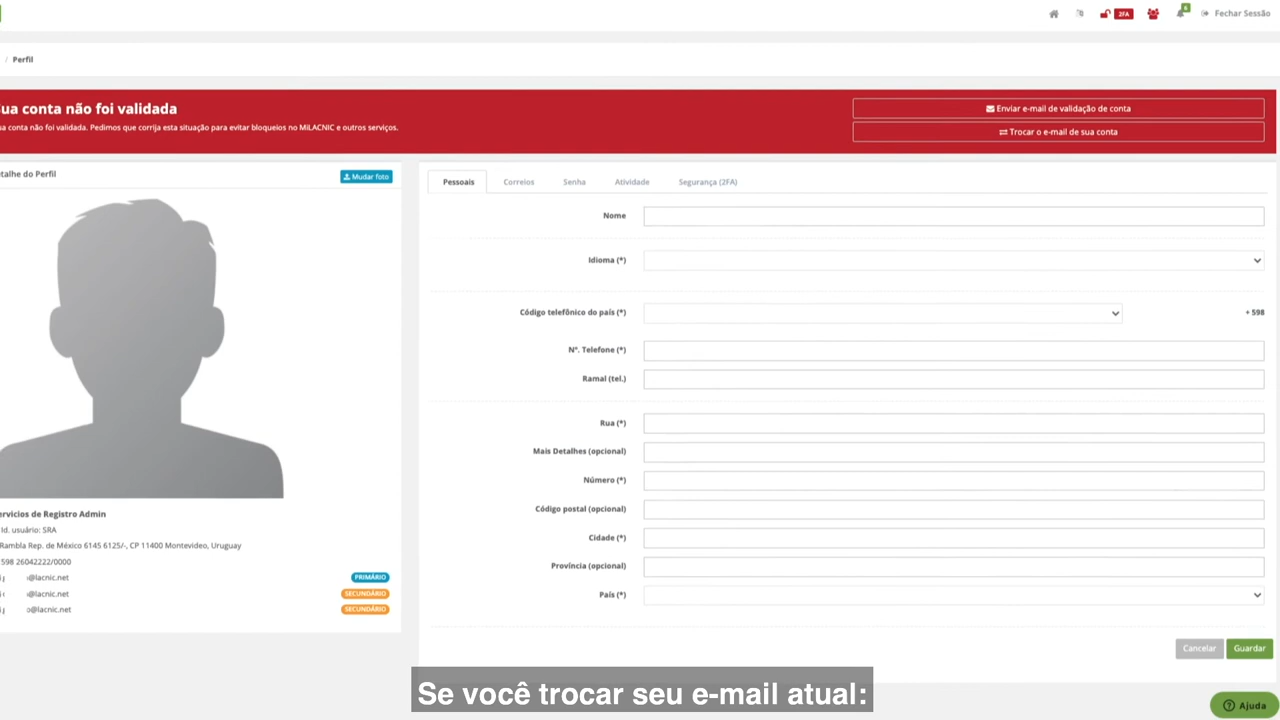 2FA
6
Fechar Sessão
/ Perfil
ua conta não foi validada
a conta não foi validada. Pedimos que corrija esta situação para evitar bloqueios no MiLACNIC e outros serviços.
Enviar e-mail de validação de conta
Trocar o e-mail de sua conta
talhe do Perfil
Mudar foto
Pessoais
Correios
Senha
Atividade
Segurança (2FA)
Nome
Idioma (*)
Código telefônico do país (*)
+ 598
Nº. Telefone (*)
Ramal (tel.)
Rua (*)
Mais Detalhes (opcional)
Número (*)
Código postal (opcional)
Cidade (*)
Província (opcional)
País (*)
Cancelar
Guardar
ervicios de Registro Admin
Id. usuário: SRA
Rambla Rep. de México 6145 6125/-, CP 11400 Montevideo, Uruguay
598 26042222/0000
@lacnic.net
PRIMÁRIO
@lacnic.net
SECUNDÁRIO
o@lacnic.net
SECUNDÁRIO
Se você trocar seu e-mail atual:
Ajuda